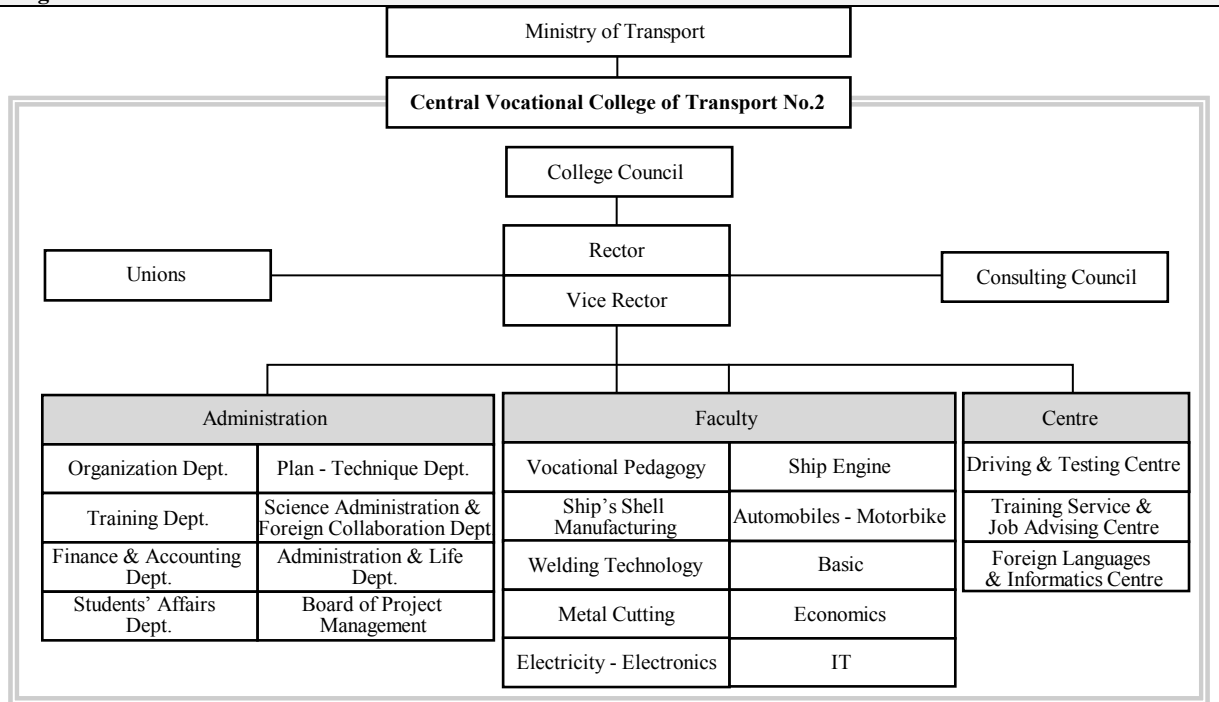 Ministry of Transport
Central Vocational College of Transport No.2
College Council
Rector
Unions
Consulting Council
Vice Rector
Administration
Faculty
Centre
Organization Dept.
Plan - Technique Dept.
Vocational Pedagogy
Ship Engine
Driving & Testing Centre
Training Dept.
Science Administration &
Foreign Collaboration Dept
Ship's Shell
Manufacturing
Automobiles - Motorbike
Training Service &
Job Advising Centre
Finance & Accounting
Dept.
Administration & Life
Dept.
Welding Technology
Basic
Foreign Languages
& Informatics Centre
Students' Affairs
Dept.
Board of Project
Management
Metal Cutting
Economics
Electricity - Electronics
IT